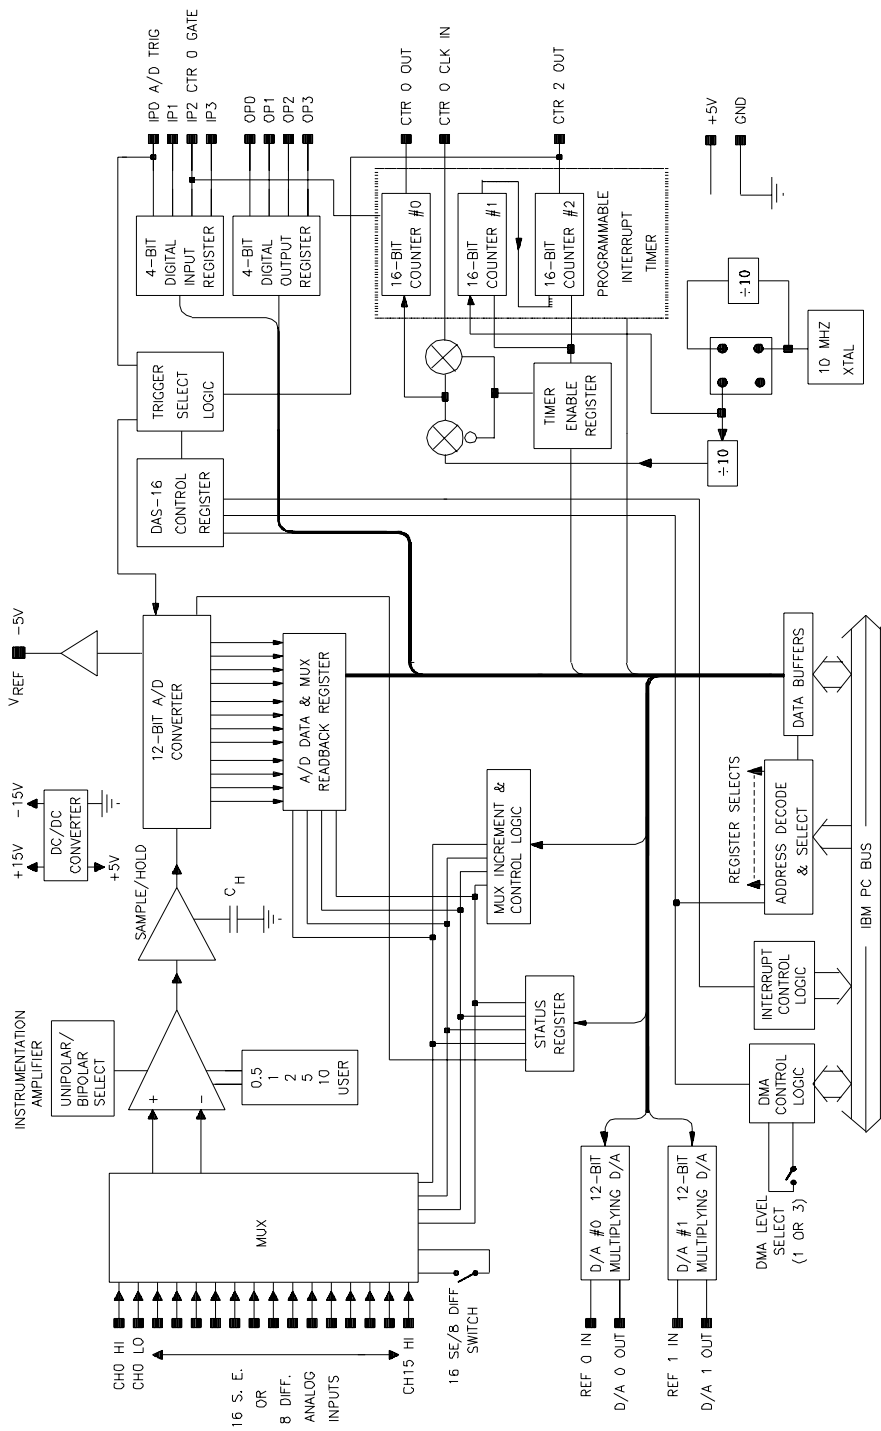 CH0 HI
CH0 LO
16 S. E.
OR
8 DIFF.
ANALOG
INPUTS
CH15 HI
16 SE/8 DIFF
SWITCH
MUX
INSTRUMENTATION
AMPLIFIER
UNIPOLAR/
BIPOLAR
SELECT
+
−
0.5
1
2
5
10
USER
SAMPLE/HOLD
C H
+15V
-15V
DC/DC
CONVERTER
+5V
V REF
-5V
12-BIT A/D
CONVERTER
A/D DATA & MUX
READBACK REGISTER
MUX INCREMENT &
CONTROL LOGIC
STATUS
REGISTER
DAS-16
CONTROL
REGISTER
TRIGGER
SELECT
LOGIC
4-BIT
DIGITAL
INPUT
REGISTER
4-BIT
DIGITAL
OUTPUT
REGISTER
IP0 A/D TRIG
IP1
IP2 CTR 0 GATE
IP3
OP0
OP1
OP2
OP3
CTR 0 OUT
CTR 0 CLK IN
CTR 2 OUT
+5V
GND
16-BIT
COUNTER #0
16-BIT
COUNTER #1
16-BIT
COUNTER #2
PROGRAMMABLE
INTERRUPT
TIMER
TIMER
ENABLE
REGISTER
÷10
÷10
10 MHZ
XTAL
REF 0 IN
D/A 0 OUT
D/A #0 12-BIT
MULTIPLYING D/A
REF 1 IN
D/A 1 OUT
D/A #1 12-BIT
MULTIPLYING D/A
DMA LEVEL
SELECT
(1 OR 3)
DMA
CONTROL
LOGIC
INTERRUPT
CONTROL
LOGIC
REGISTER SELECTS
ADDRESS DECODE
& SELECT
DATA BUFFERS
IBM PC BUS